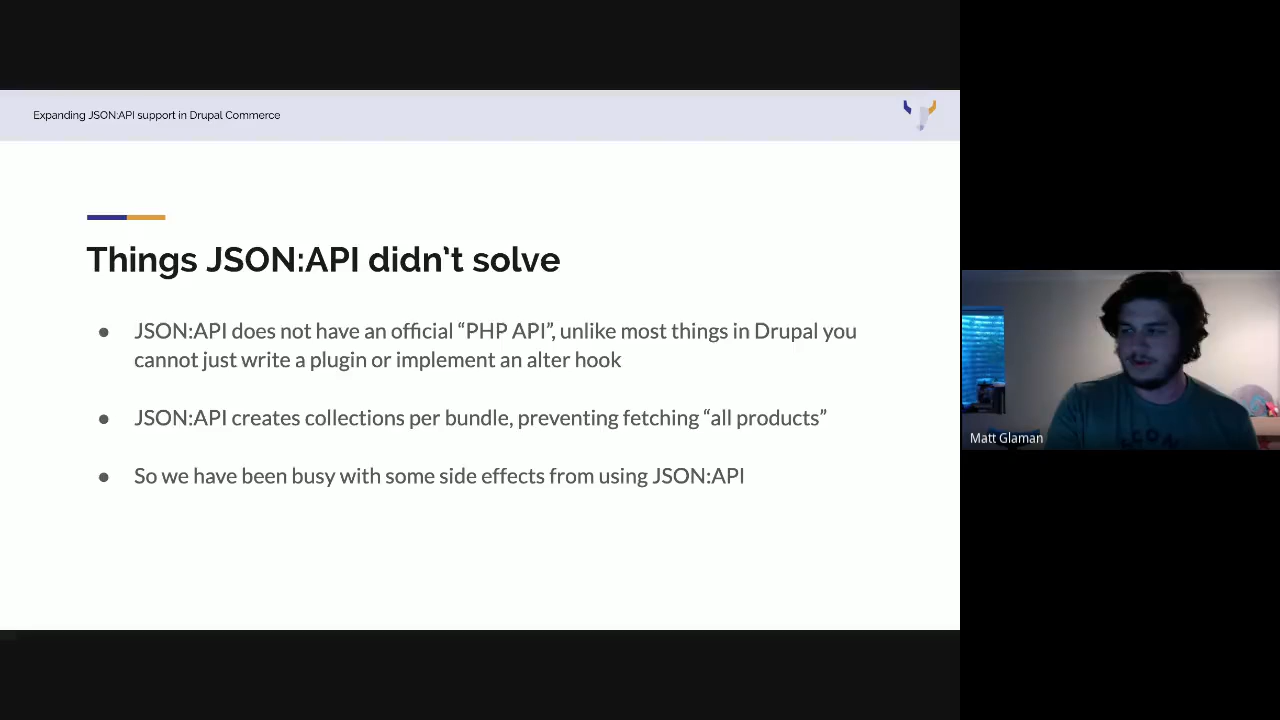 Expanding JSON:API support in Drupal Commerce
Things JSON:API didn’t solve
● JSON:API does not have an official “PHP API”, unlike most things in Drupal you
cannot just write a plugin or implement an alter hook
● JSON:API creates collections per bundle, preventing fetching “all products”
● So we have been busy with some side effects from using JSON:API
Matt Glaman